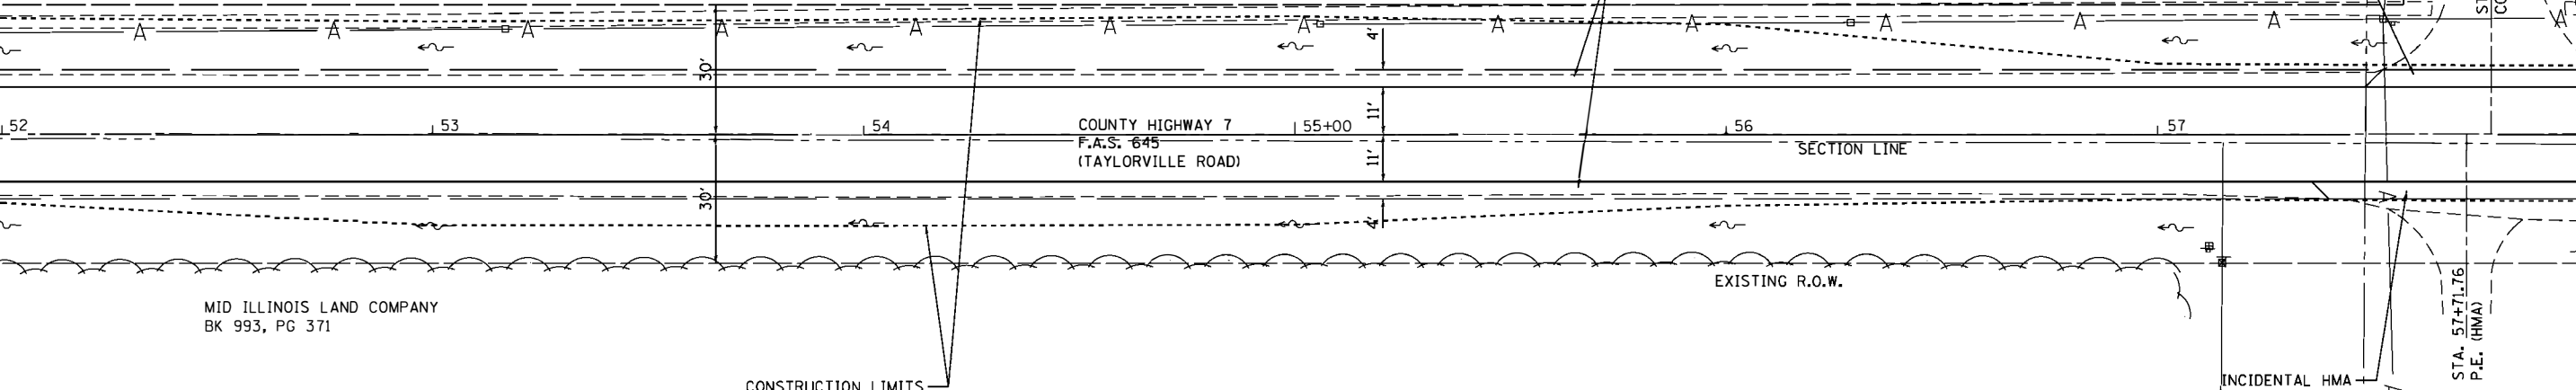 A A A A A A A A A A A A A
4'
30'
11'
52 53 54 55+00 56 57
COUNTY HIGHWAY 7
F.A.S. 645
(TAYLORVILLE ROAD)
11'
SECTION LINE
30'
4'
A
EXISTING R.O.W.
MID ILLINOIS LAND COMPANY
BK 993, PG 371
STA. 57+71.76
P.E. (HMA)
CONSTRUCTION LIMITS
INCIDENTAL HMA